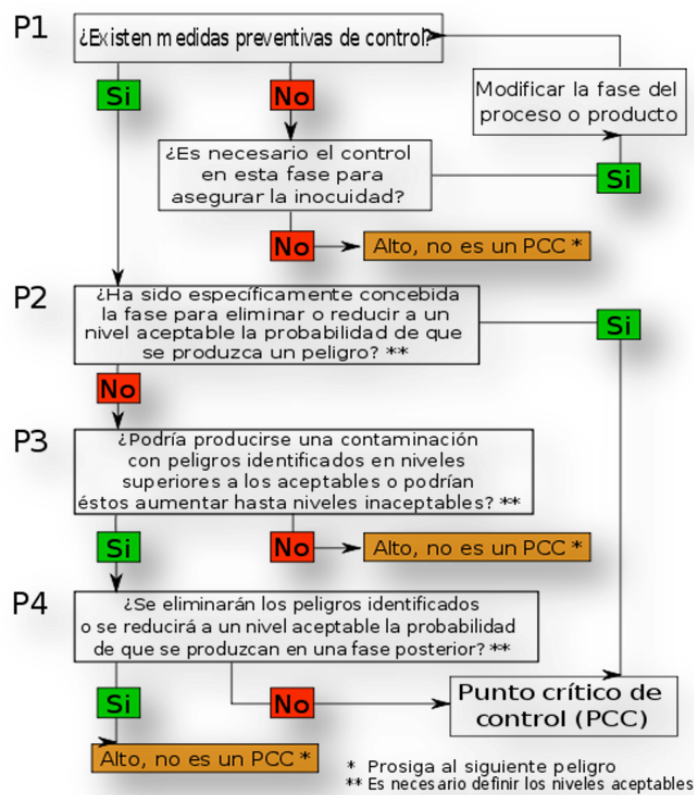 P1
¿Existen medidas preventivas de control?
Si
No
Modificar la fase del
proceso o producto
¿Es necesario el control
en esta fase para
asegurar la inocuidad?
Si
No
Alto, no es un PCC *
P2
¿Ha sido específicamente concebida
la fase para eliminar o reducir a un
nivel aceptable la probabilidad de que
se produzca un peligro? **
Si
No
P3
¿Podría producirse una contaminación
con peligros identificados en niveles
superiores a los aceptables o podrían
éstos aumentar hasta niveles inaceptables? **
Si
No
Alto, no es un PCC *
P4
¿Se eliminarán los peligros identificados
o se reducirá a un nivel aceptable la probabilidad
de que se produzcan en una fase posterior? **
Si
No
Punto crítico de
control (PCC)
Alto, no es un PCC *
* Prosiga al siguiente peligro
** Es necesario definir los niveles aceptables